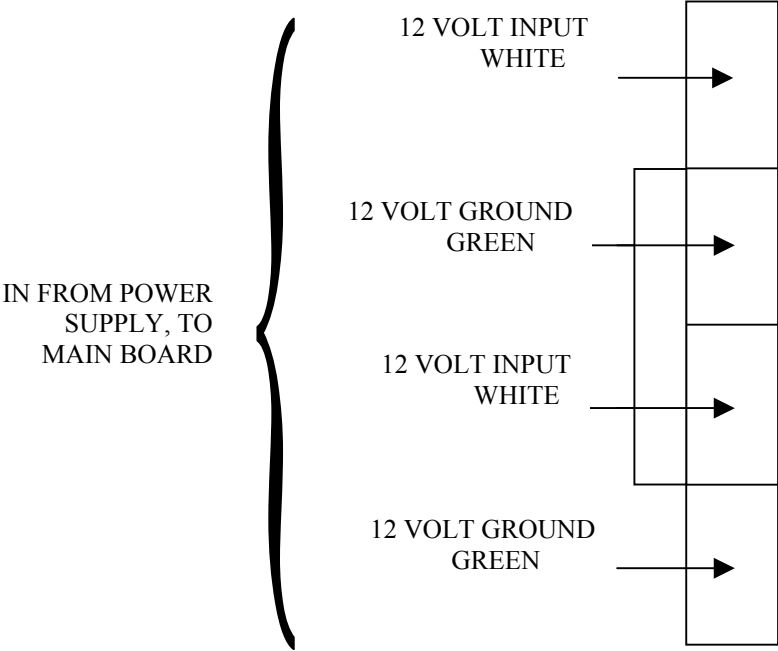 12 VOLT INPUT
WHITE
12 VOLT GROUND
GREEN
IN FROM POWER
SUPPLY, TO
MAIN BOARD
12 VOLT INPUT
WHITE
12 VOLT GROUND
GREEN